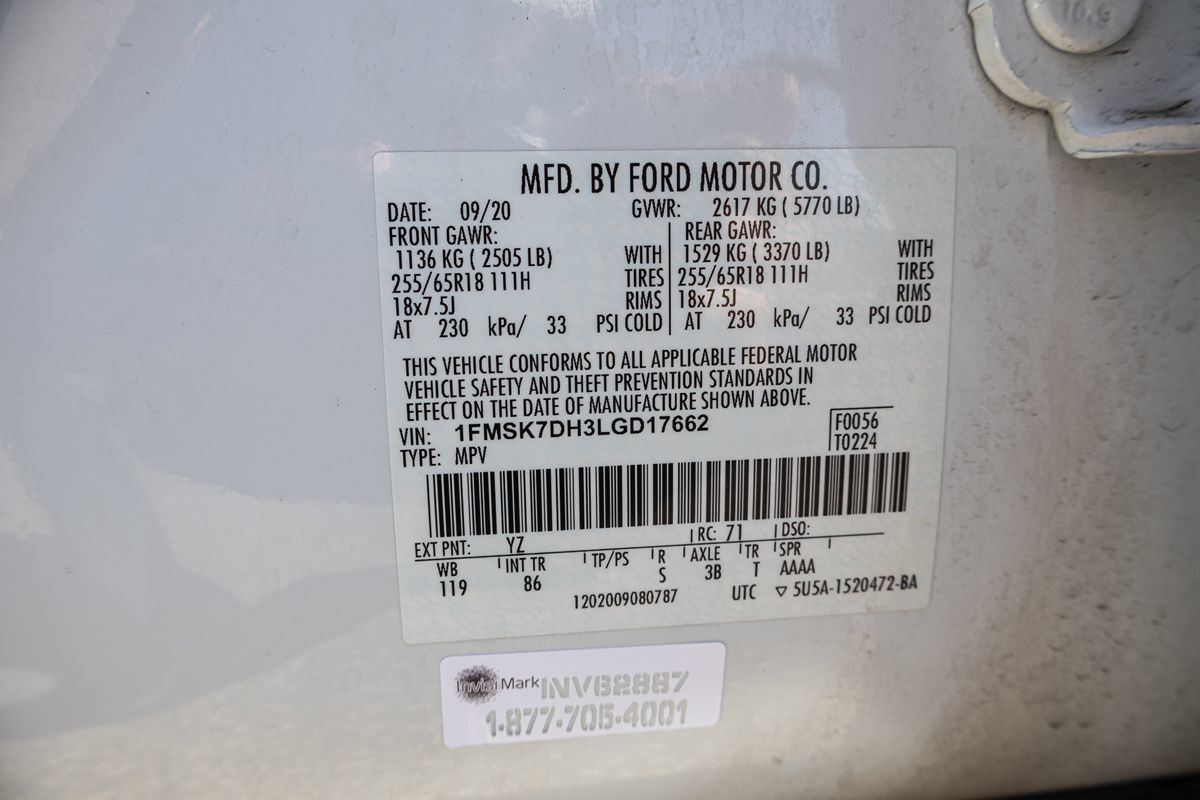 16.9
MFD. BY FORD MOTOR CO.
DATE: 09/20 GVWR: 2617 KG ( 5770 LB)
FRONT GAWR: REAR GAWR:
1136 KG ( 2505 LB) WITH 1529 KG ( 3370 LB) WITH
255/65R18 111H TIRES 255/65R18 111H TIRES
18x7.5J RIMS 18x7.5J RIMS
AT 230 kPa/ 33 PSI COLD AT 230 kPa/ 33 PSI COLD
THIS VEHICLE CONFORMS TO ALL APPLICABLE FEDERAL MOTOR
VEHICLE SAFETY AND THEFT PREVENTION STANDARDS IN
EFFECT ON THE DATE OF MANUFACTURE SHOWN ABOVE.
VIN: 1FMSK7DH3LGD17662 F0056
TYPE: MPV T0224
EXT PNT: YZ RC: 71 DSO:
WB INT TR TP/PS R AXLE TR SPR
119 86 S 3B T AAAA
1202009080787 UTC ▽ 5U5A-1520472-BA
InvisiMark INV62887
1-877-705-4001